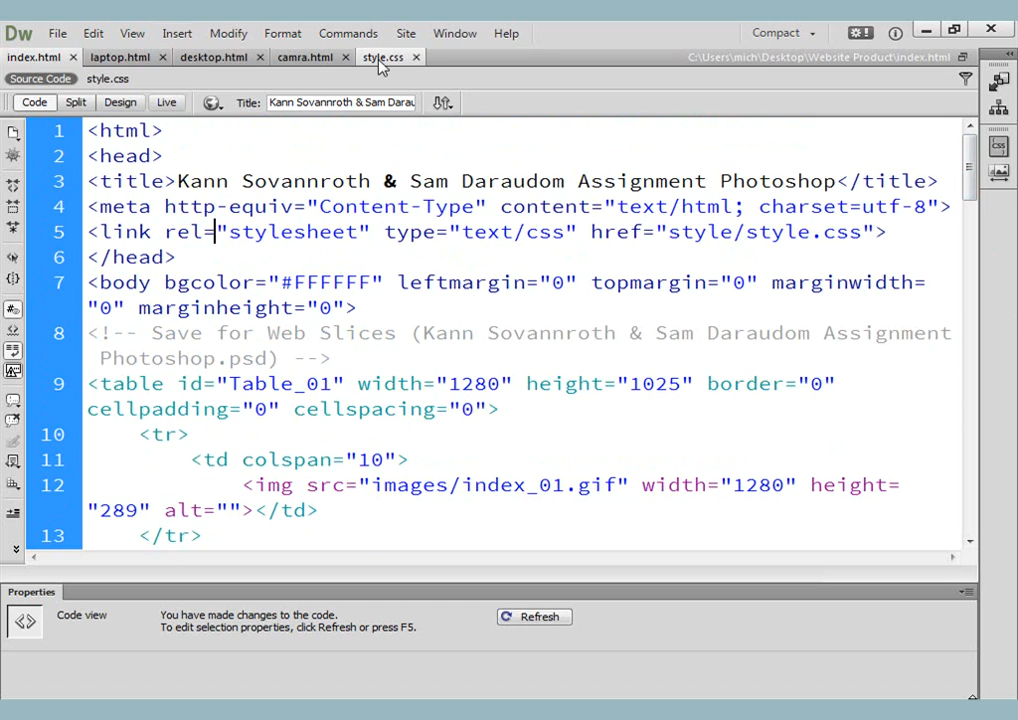 Dw File Edit View Insert Modify Format Commands Site Window Help Compact
index.html laptop.html desktop.html camra.html style.css C:\Users\mich\Desktop\Website Product\index.html
Source Code style.css
Code Split Design Live Title: Kann Sovannroth & Sam Darau
1 <html>
2 <head>
3 <title>Kann Sovannroth & Sam Daraudom Assignment Photoshop</title>
4 <meta http-equiv="Content-Type" content="text/html; charset=utf-8">
5 <link rel="stylesheet" type="text/css" href="style/style.css">
6 </head>
7 <body bgcolor="#FFFFFF" leftmargin="0" topmargin="0" marginwidth=
"0" marginheight="0">
8 <!-- Save for Web Slices (Kann Sovannroth & Sam Daraudom Assignment
Photoshop.psd) -->
9 <table id="Table_01" width="1280" height="1025" border="0"
cellpadding="0" cellspacing="0">
10 <tr>
11 <td colspan="10">
12 <img src="images/index_01.gif" width="1280" height=
"289" alt=""></td>
13 </tr>
Properties
Code view You have made changes to the code. Refresh
To edit selection properties, click Refresh or press F5.